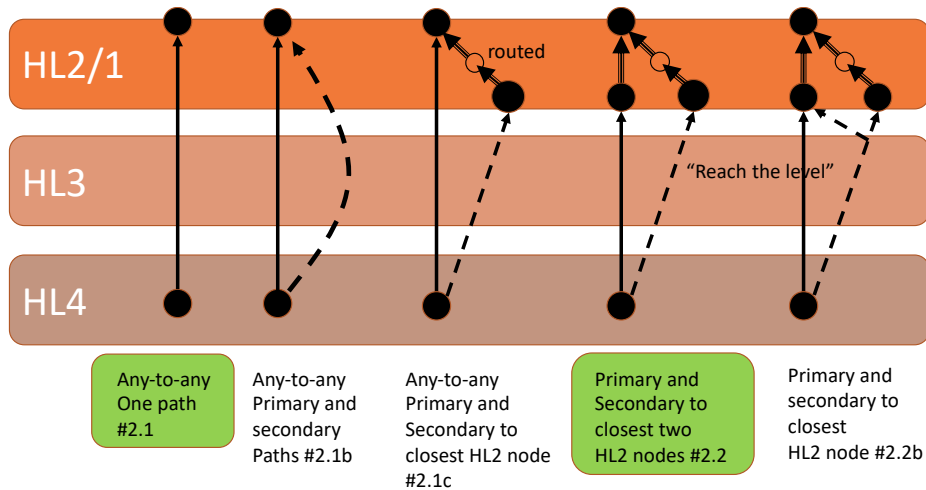 HL2/1
routed
HL3
“Reach the level”
HL4
Any-to-any
One path
#2.1
Any-to-any
Primary and
secondary
Paths #2.1b
Any-to-any
Primary and
Secondary to
closest HL2 node
#2.1c
Primary and
Secondary to
closest two
HL2 nodes #2.2
Primary and
secondary to
closest
HL2 node #2.2b